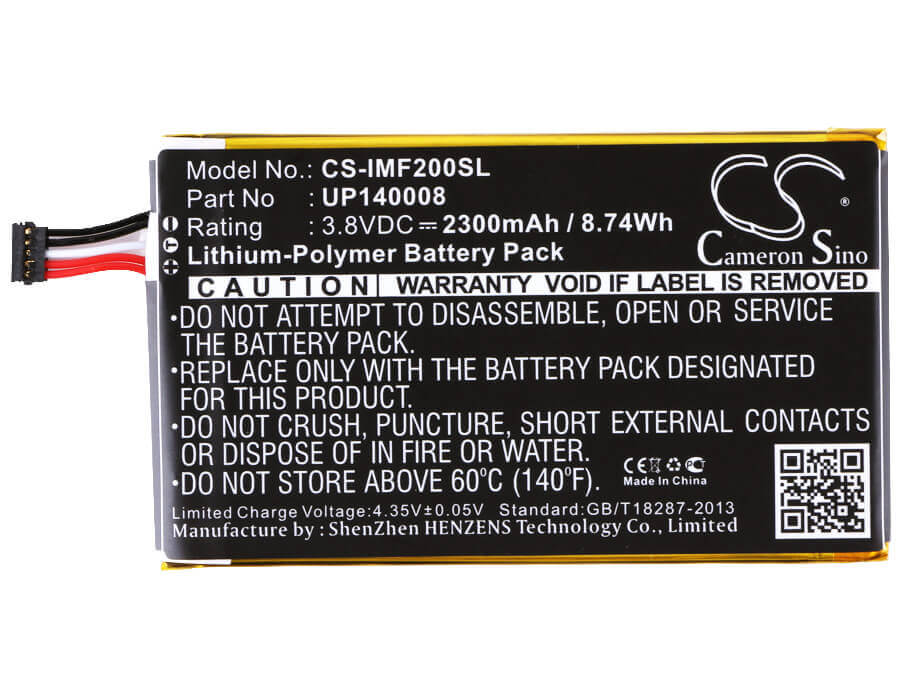 Model No.: CS-IMF200SL
Part No : UP140008
Rating : 3.8VDC⎓2300mAh / 8.74Wh
Lithium-Polymer Battery Pack
CS
®
Cameron Sino
CAUTION WARRANTY VOID IF LABEL IS REMOVED
•DO NOT ATTEMPT TO DISASSEMBLE, OPEN OR SERVICE
THE BATTERY PACK.
•REPLACE ONLY WITH THE BATTERY PACK DESIGNATED
FOR THIS PRODUCT.
•DO NOT CRUSH, PUNCTURE, SHORT EXTERNAL CONTACTS
OR DISPOSE OF IN FIRE OR WATER.
•DO NOT STORE ABOVE 60°C (140°F).
CE
Made In China
Limited Charge Voltage:4.35V±0.05V Standard:GB/T18287-2013
Manufacture by : ShenZhen HENZENS Technology Co., Limited